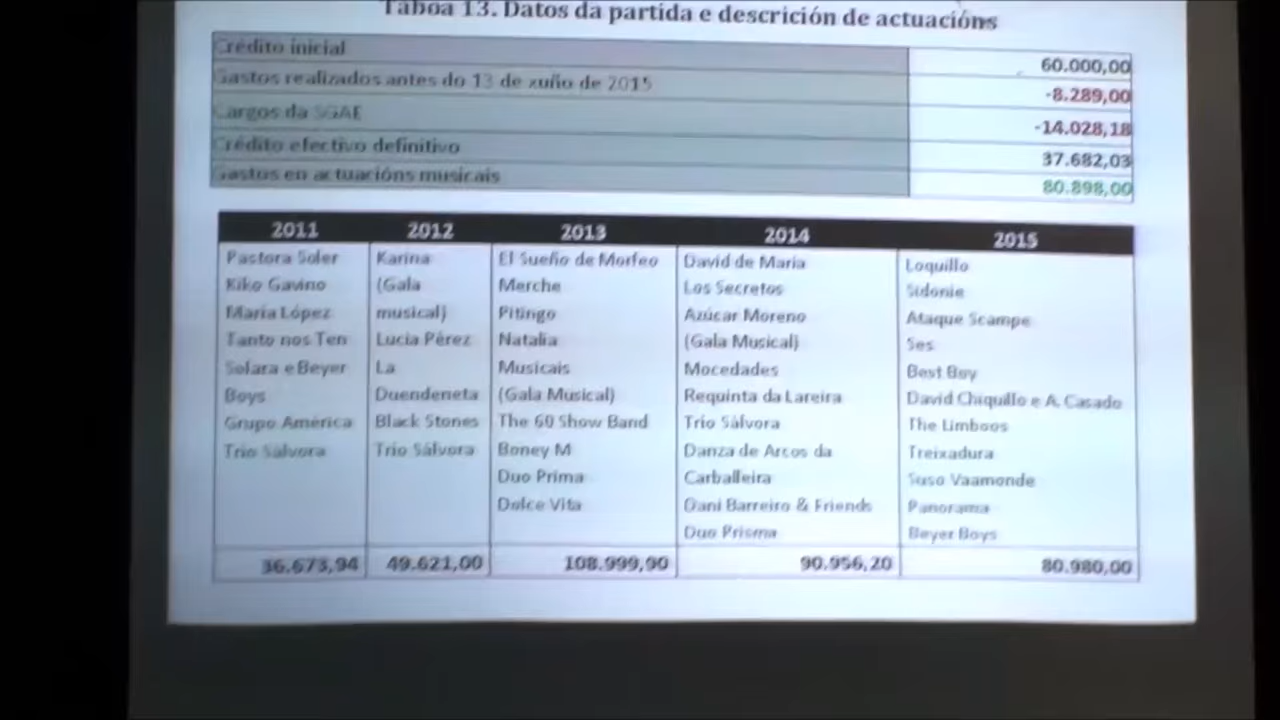 Táboa 13. Datos da partida e descrición de actuacións
Crédito inicial 60.000,00
Gastos realizados antes do 13 de xuño de 2015 -8.289,00
Cargos da SGAE -14.028,18
Crédito efectivo definitivo 37.682,03
Gastos en actuacións musicais 80.898,00
2011 2012 2013 2014 2015
Pastora Soler Karina El Sueño de Morfeo David de Maria Loquillo
Kiko Gavino (Gala Merche Los Secretos Sidonie
María López musical) Pitingo Azúcar Moreno Ataque Scampe
Tanto nos Ten Lucia Pérez Natalia (Gala Musical) Ses
Solara e Beyer La Musicais Mocedades Best Boy
Boys Duendeneta (Gala Musical) Requinta da Lareira David Chiquillo e A. Casado
Grupo América Black Stones The 60 Show Band Trio Sálvora The Limboos
Trio Sálvora Trio Sálvora Boney M Danza de Arcos da Treixadura
Duo Prima Carballeira Suso Vaamonde
Dolce Vita Dani Barreiro & Friends Panorama
Duo Prisma Beyer Boys
36.673,94 49.621,00 108.999,90 90.956,20 80.980,00